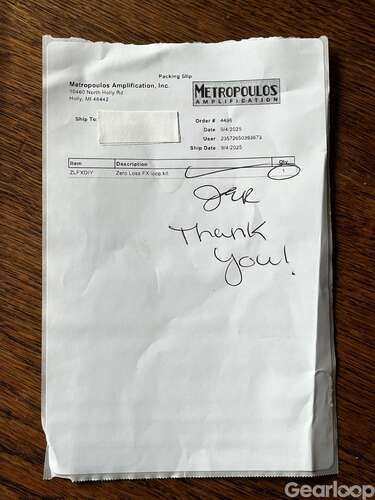 Packing Slip
Metropoulos Amplification, Inc.
10460 North Holly Rd
Holly, MI 48442
METROPOULOS
AMPLIFICATION
Ship To:
Order # 4496
Date 9/4/2025
User 23572650393673
Ship Date 9/4/2025
Item Description Qty
ZLFXDIY Zero Loss FX loop kit 1
Thank
You!
Gearloop